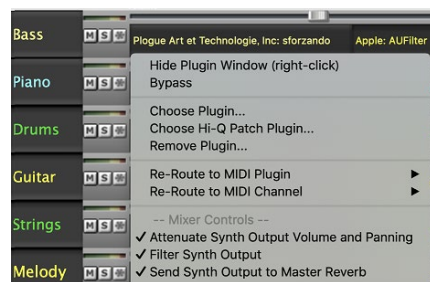 Bass
M S
Plogue Art et Technologie, Inc: sforzando
Apple: AUFilter
Hide Plugin Window (right-click)
Bypass
Piano
M S
Choose Plugin...
Choose Hi-Q Patch Plugin...
Remove Plugin...
Drums
M S
Re-Route to MIDI Plugin
Re-Route to MIDI Channel
Guitar
M S
-- Mixer Controls --
Attenuate Synth Output Volume and Panning
Filter Synth Output
Send Synth Output to Master Reverb
Strings
M S
Melody
M S